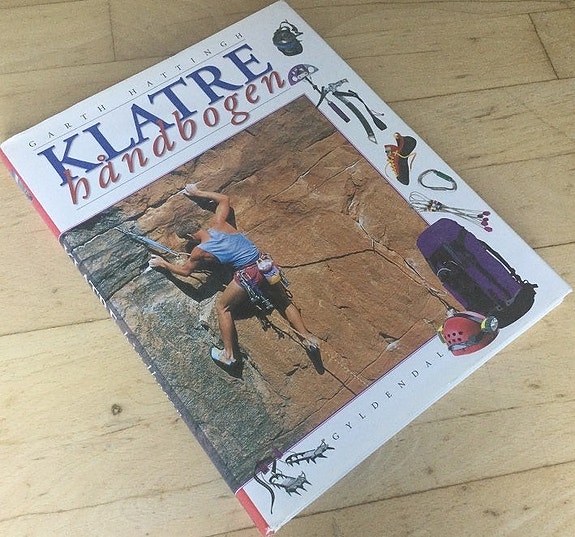 GARTH HATTINGH
KLATRE
håndbogen
GYLDENDAL